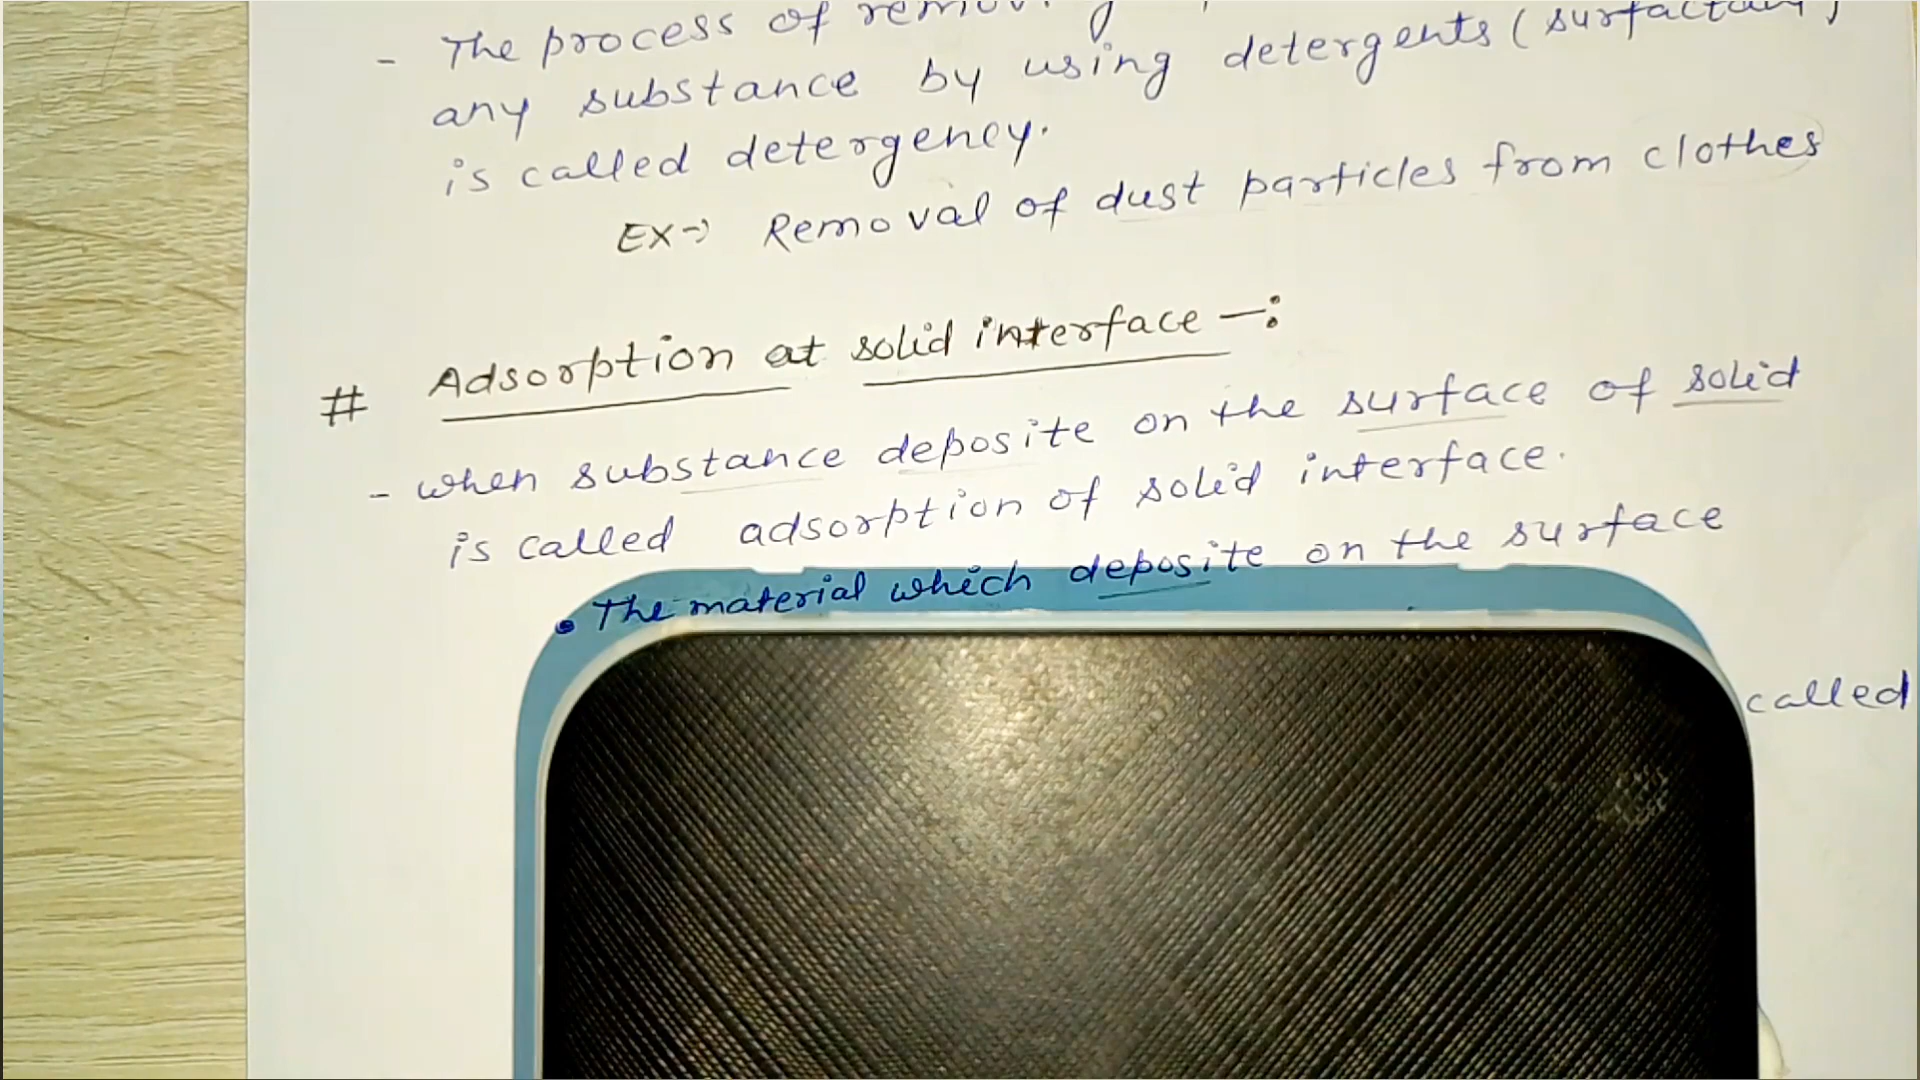 - The process of
any substance by using detergents (surfactant)
is called detergency.
EX→ Removal of dust particles from clothes
# Adsorption at solid interface -:
- when substance deposite on the surface of solid
is called adsorption of solid interface.
• The material which deposite on the surface
called